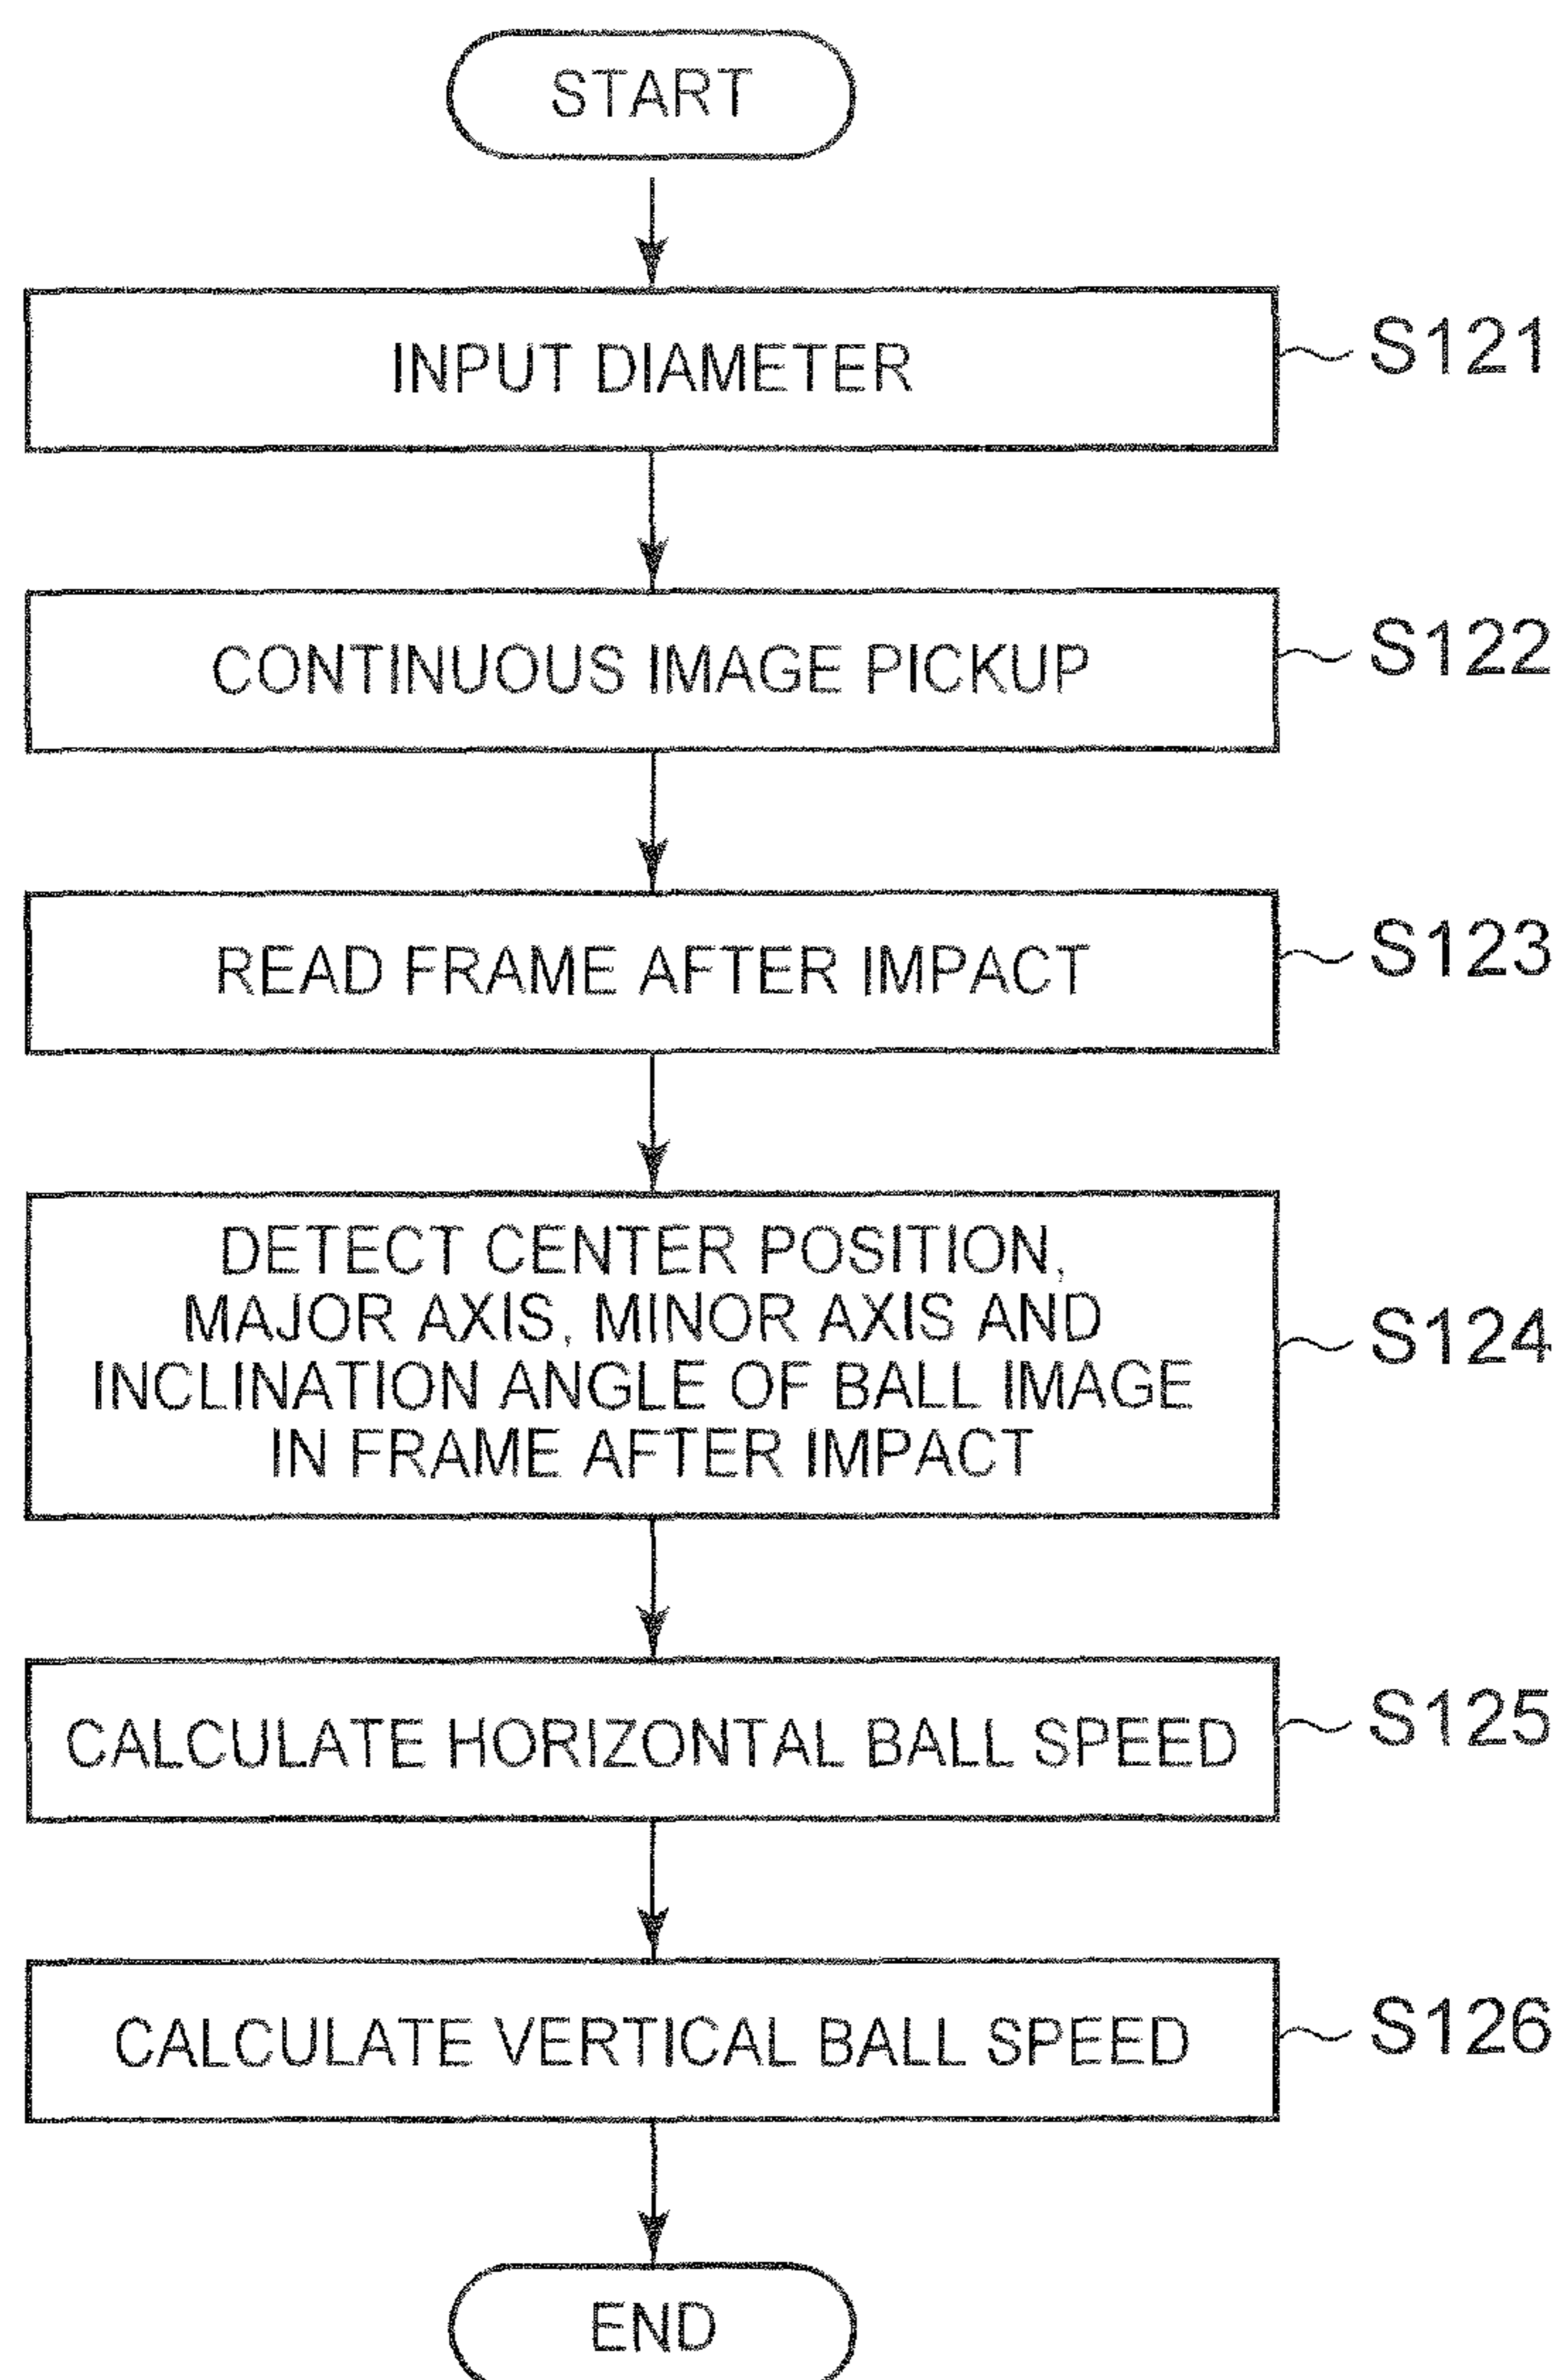 START
INPUT DIAMETER
S121
CONTINUOUS IMAGE PICKUP
S122
READ FRAME AFTER IMPACT
S123
DETECT CENTER POSITION,
MAJOR AXIS, MINOR AXIS AND
INCLINATION ANGLE OF BALL IMAGE
IN FRAME AFTER IMPACT
S124
CALCULATE HORIZONTAL BALL SPEED
S125
CALCULATE VERTICAL BALL SPEED
S126
END